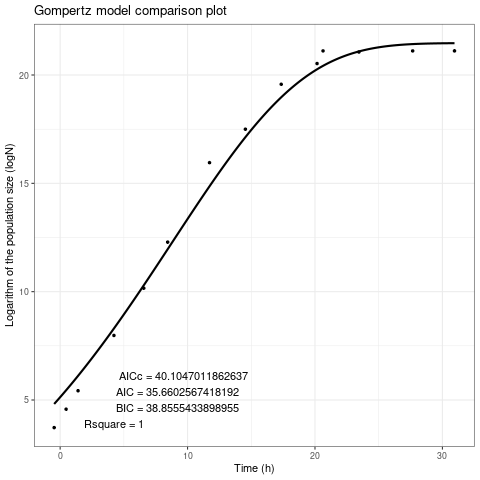 Gompertz model comparison plot
Logarithm of the population size (logN)
20
15
10
5
AICc = 40.1047011862637
AIC = 35.6602567418192
BIC = 38.8555433898955
Rsquare = 1
0 10 20 30
Time (h)